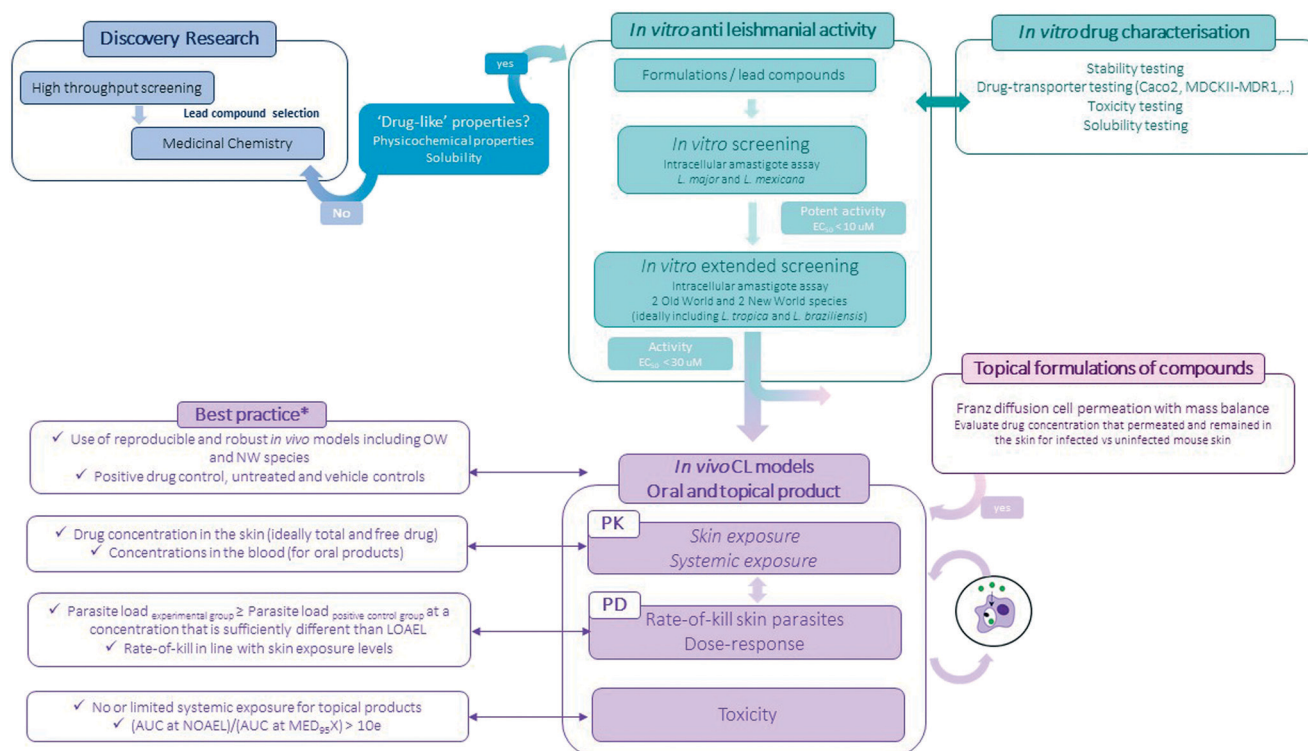 Discovery Research
High throughput screening
Lead compound selection
Medicinal Chemistry
No
yes
'Drug-like' properties?
Physicochemical properties
Solubility
In vitro anti leishmanial activity
Formulations / lead compounds
In vitro screening
Intracellular amastigote assay
L. major and L. mexicana
Potent activity
EC50 < 10 uM
In vitro extended screening
Intracellular amastigote assay
2 Old World and 2 New World species
(ideally including L. tropica and L. braziliensis)
Activity
EC50 < 30 uM
In vitro drug characterisation
Stability testing
Drug-transporter testing (Caco2, MDCKII-MDR1,..)
Toxicity testing
Solubility testing
Topical formulations of compounds
Franz diffusion cell permeation with mass balance
Evaluate drug concentration that permeated and remained in
the skin for infected vs uninfected mouse skin
yes
Best practice*
✓ Use of reproducible and robust in vivo models including OW
and NW species
✓ Positive drug control, untreated and vehicle controls
✓ Drug concentration in the skin (ideally total and free drug)
✓ Concentrations in the blood (for oral products)
✓ Parasite load experimental group ≥ Parasite load positive control group at a
concentration that is sufficiently different than LOAEL
✓ Rate-of-kill in line with skin exposure levels
✓ No or limited systemic exposure for topical products
✓ (AUC at NOAEL)/(AUC at MED95X) > 10e
In vivo CL models
Oral and topical product
PK
Skin exposure
Systemic exposure
PD
Rate-of-kill skin parasites
Dose-response
Toxicity